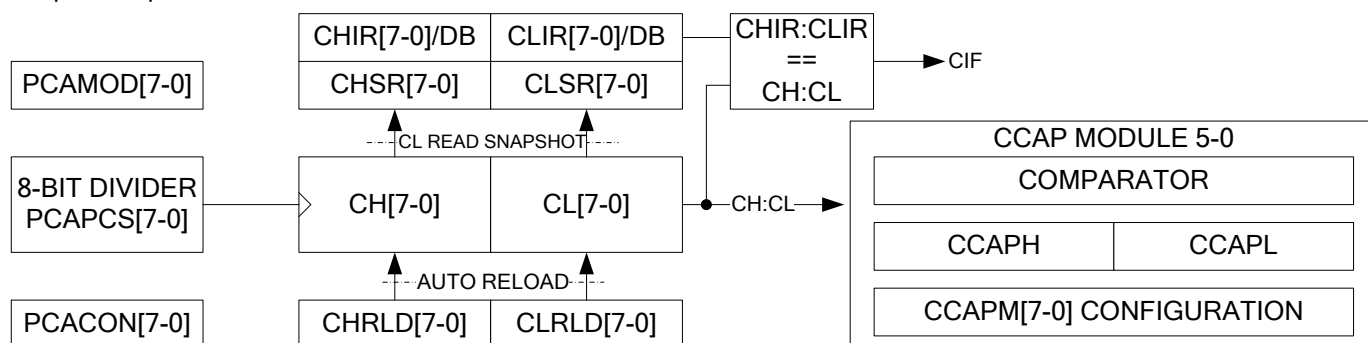 CHIR[7-0]/DB
CLIR[7-0]/DB
CHIR:CLIR
==
CH:CL
CIF
PCAMOD[7-0]
CHSR[7-0]
CLSR[7-0]
CL READ SNAPSHOT
8-BIT DIVIDER
PCAPCS[7-0]
CH[7-0]
CL[7-0]
CH:CL
CCAP MODULE 5-0
COMPARATOR
CCAPH
CCAPL
CCAPM[7-0] CONFIGURATION
AUTO RELOAD
PCACON[7-0]
CHRLD[7-0]
CLRLD[7-0]